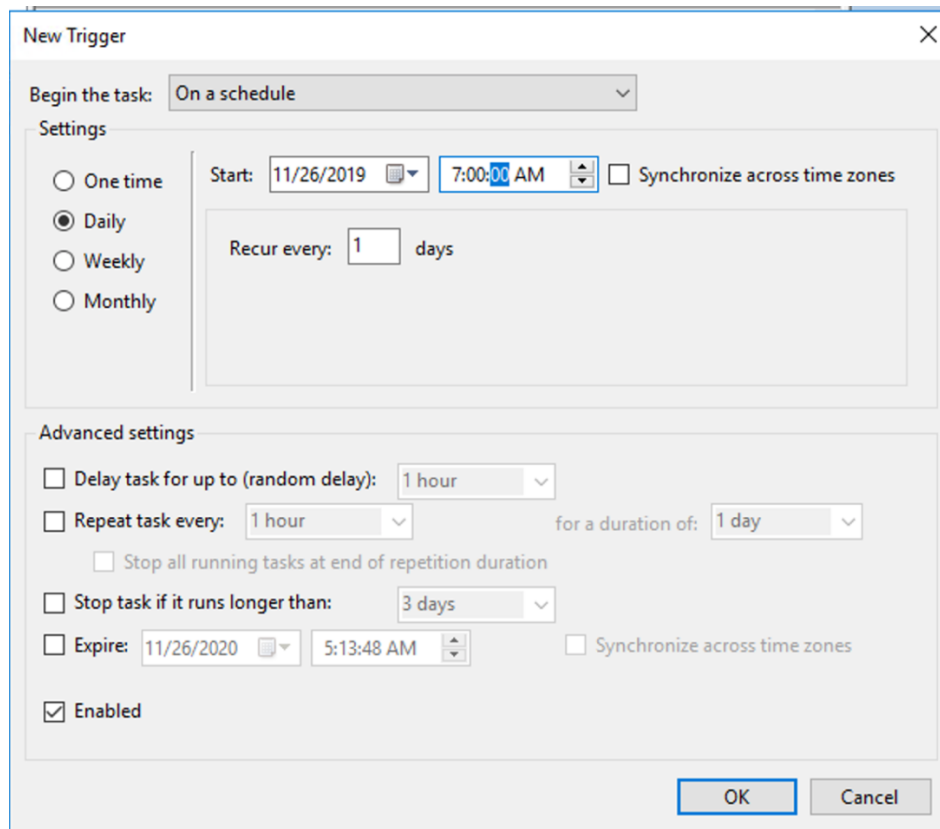 New Trigger
Begin the task: On a schedule
Settings
One time
Daily
Weekly
Monthly
Start: 11/26/2019 7:00:00 AM Synchronize across time zones
Recur every: 1 days
Advanced settings
Delay task for up to (random delay): 1 hour
Repeat task every: 1 hour for a duration of: 1 day
Stop all running tasks at end of repetition duration
Stop task if it runs longer than: 3 days
Expire: 11/26/2020 5:13:48 AM Synchronize across time zones
Enabled
OK Cancel